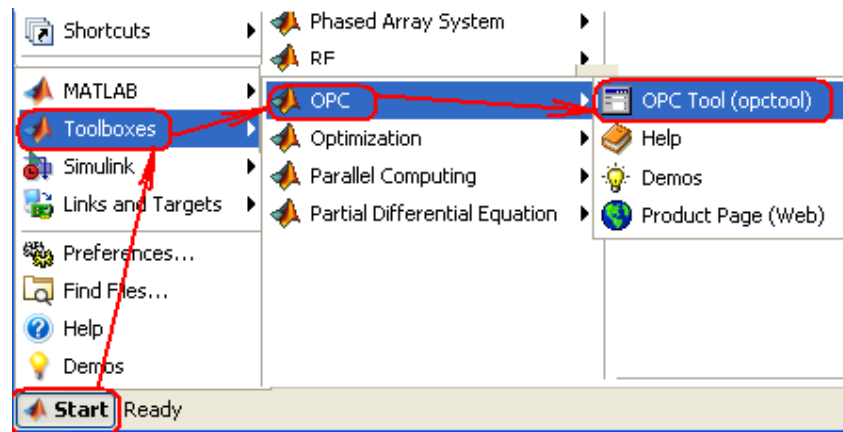 Shortcuts
MATLAB
Toolboxes
Simulink
Links and Targets
Preferences...
Find Files...
Help
Demos
Start Ready
Phased Array System
RF
OPC
Optimization
Parallel Computing
Partial Differential Equation
OPC Tool (opctool)
Help
Demos
Product Page (Web)